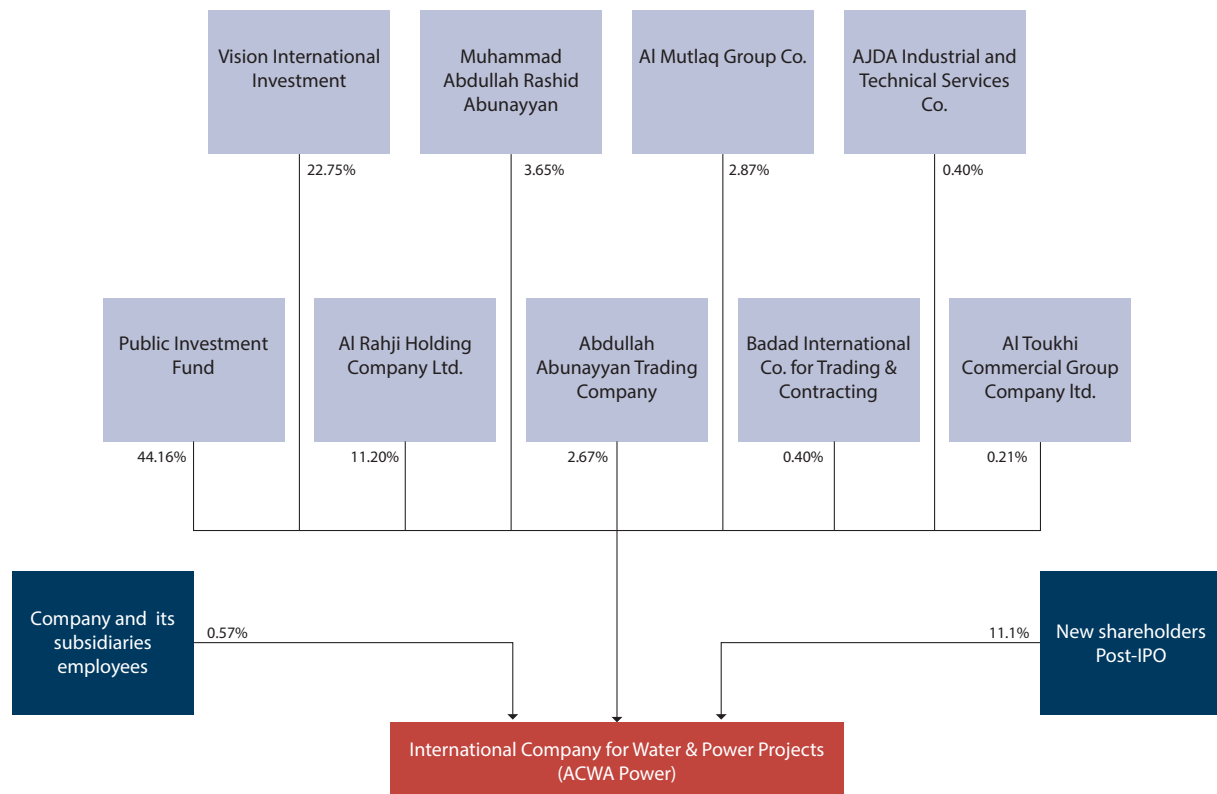 Vision International
Investment
Muhammad
Abdullah Rashid
Abunayyan
Al Mutlaq Group Co.
AJDA Industrial and
Technical Services
Co.
22.75%
3.65%
2.87%
0.40%
Public Investment
Fund
Al Rahji Holding
Company Ltd.
Abdullah
Abunayyan Trading
Company
Badad International
Co. for Trading &
Contracting
Al Toukhi
Commercial Group
Company ltd.
44.16%
11.20%
2.67%
0.40%
0.21%
Company and its
subsidiaries
employees
0.57%
11.1%
New shareholders
Post-IPO
International Company for Water & Power Projects
(ACWA Power)